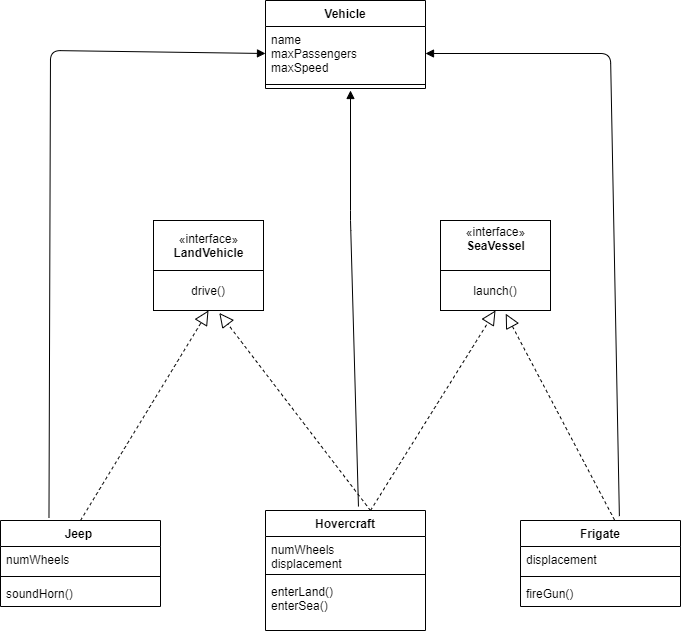 Vehicle
name
maxPassengers
maxSpeed
«interface»
LandVehicle
drive()
«interface»
SeaVessel
launch()
Jeep
numWheels
soundHorn()
Hovercraft
numWheels
displacement
enterLand()
enterSea()
Frigate
displacement
fireGun()